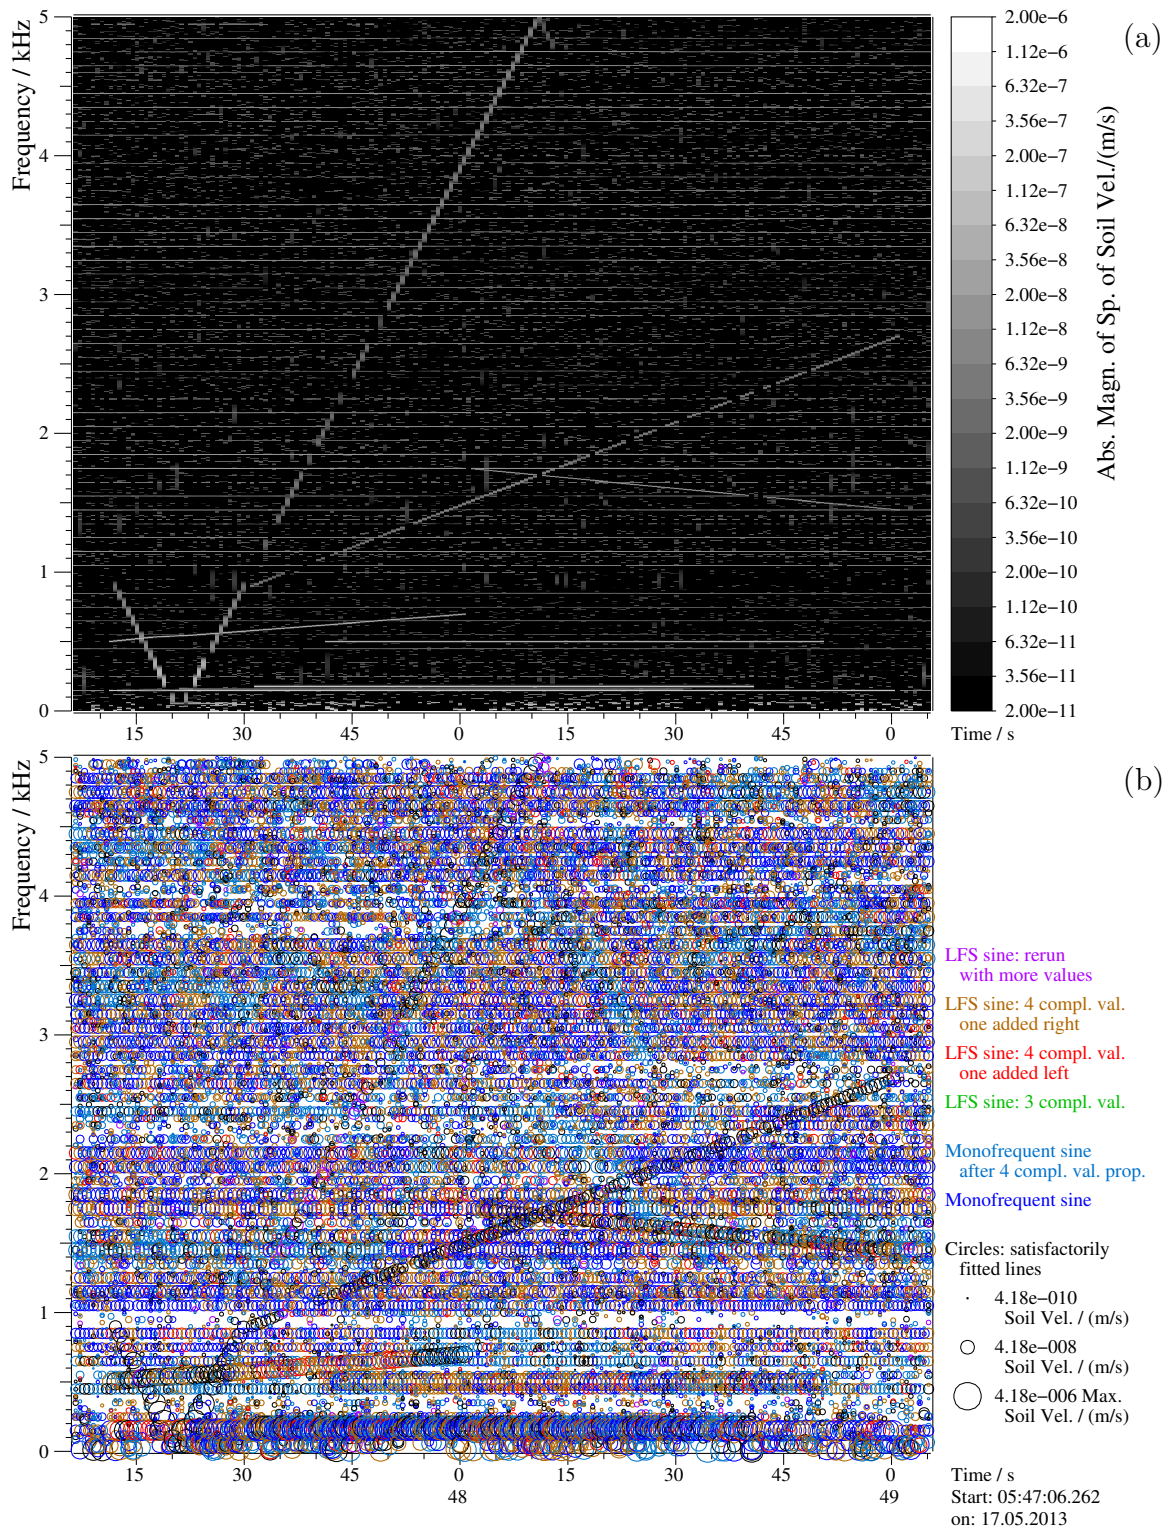 (a)
Frequency / kHz
5
4
3
2
1
0
15
30
45
0
15
30
45
0
Time / s
2.00e−6
1.12e−6
6.32e−7
3.56e−7
2.00e−7
1.12e−7
6.32e−8
3.56e−8
2.00e−8
1.12e−8
6.32e−9
3.56e−9
2.00e−9
1.12e−9
6.32e−10
3.56e−10
2.00e−10
1.12e−10
6.32e−11
3.56e−11
2.00e−11
Abs. Magn. of Sp. of Soil Vel./(m/s)
(b)
Frequency / kHz
5
4
3
2
1
0
LFS sine: rerun
with more values
LFS sine: 4 compl. val.
one added right
LFS sine: 4 compl. val.
one added left
LFS sine: 3 compl. val.
Monofrequent sine
after 4 compl. val. prop.
Monofrequent sine
Circles: satisfactorily
fitted lines
4.18e−010
Soil Vel. / (m/s)
4.18e−008
Soil Vel. / (m/s)
4.18e−006 Max.
Soil Vel. / (m/s)
15
30
45
0
15
30
45
0
48
49
Time / s
Start: 05:47:06.262
on: 17.05.2013